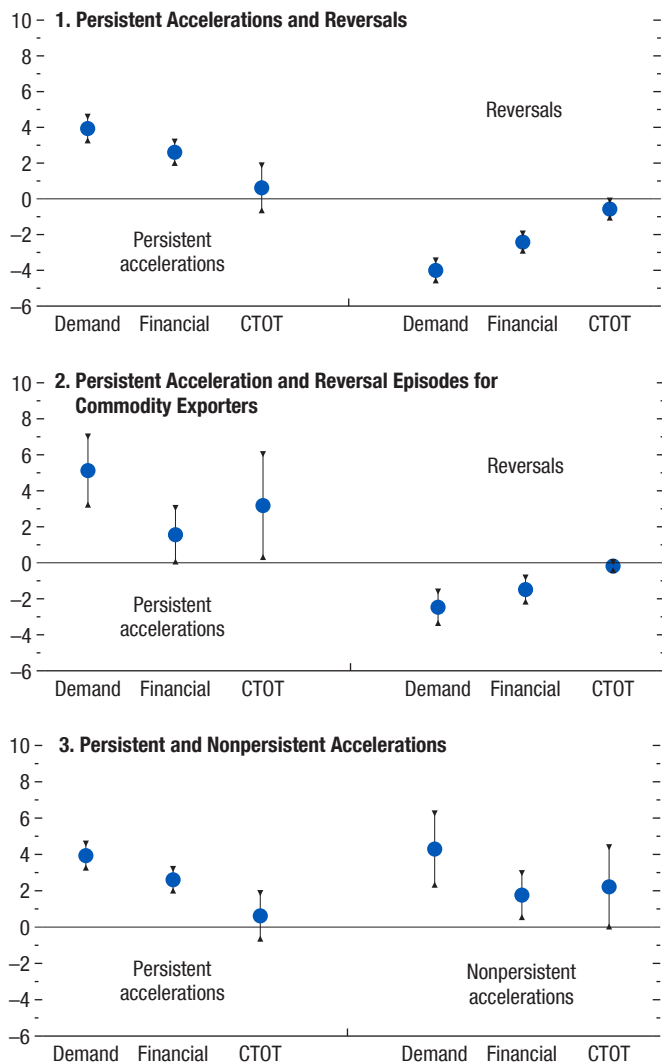 1. Persistent Accelerations and Reversals
10
8
6
4
2
0
–2
–4
–6
Reversals
Persistent
accelerations
Demand Financial CTOT Demand Financial CTOT
2. Persistent Acceleration and Reversal Episodes for
Commodity Exporters
10
8
6
4
2
0
–2
–4
–6
Reversals
Persistent
accelerations
Demand Financial CTOT Demand Financial CTOT
3. Persistent and Nonpersistent Accelerations
10
8
6
4
2
0
–2
–4
–6
Persistent
accelerations
Nonpersistent
accelerations
Demand Financial CTOT Demand Financial CTOT